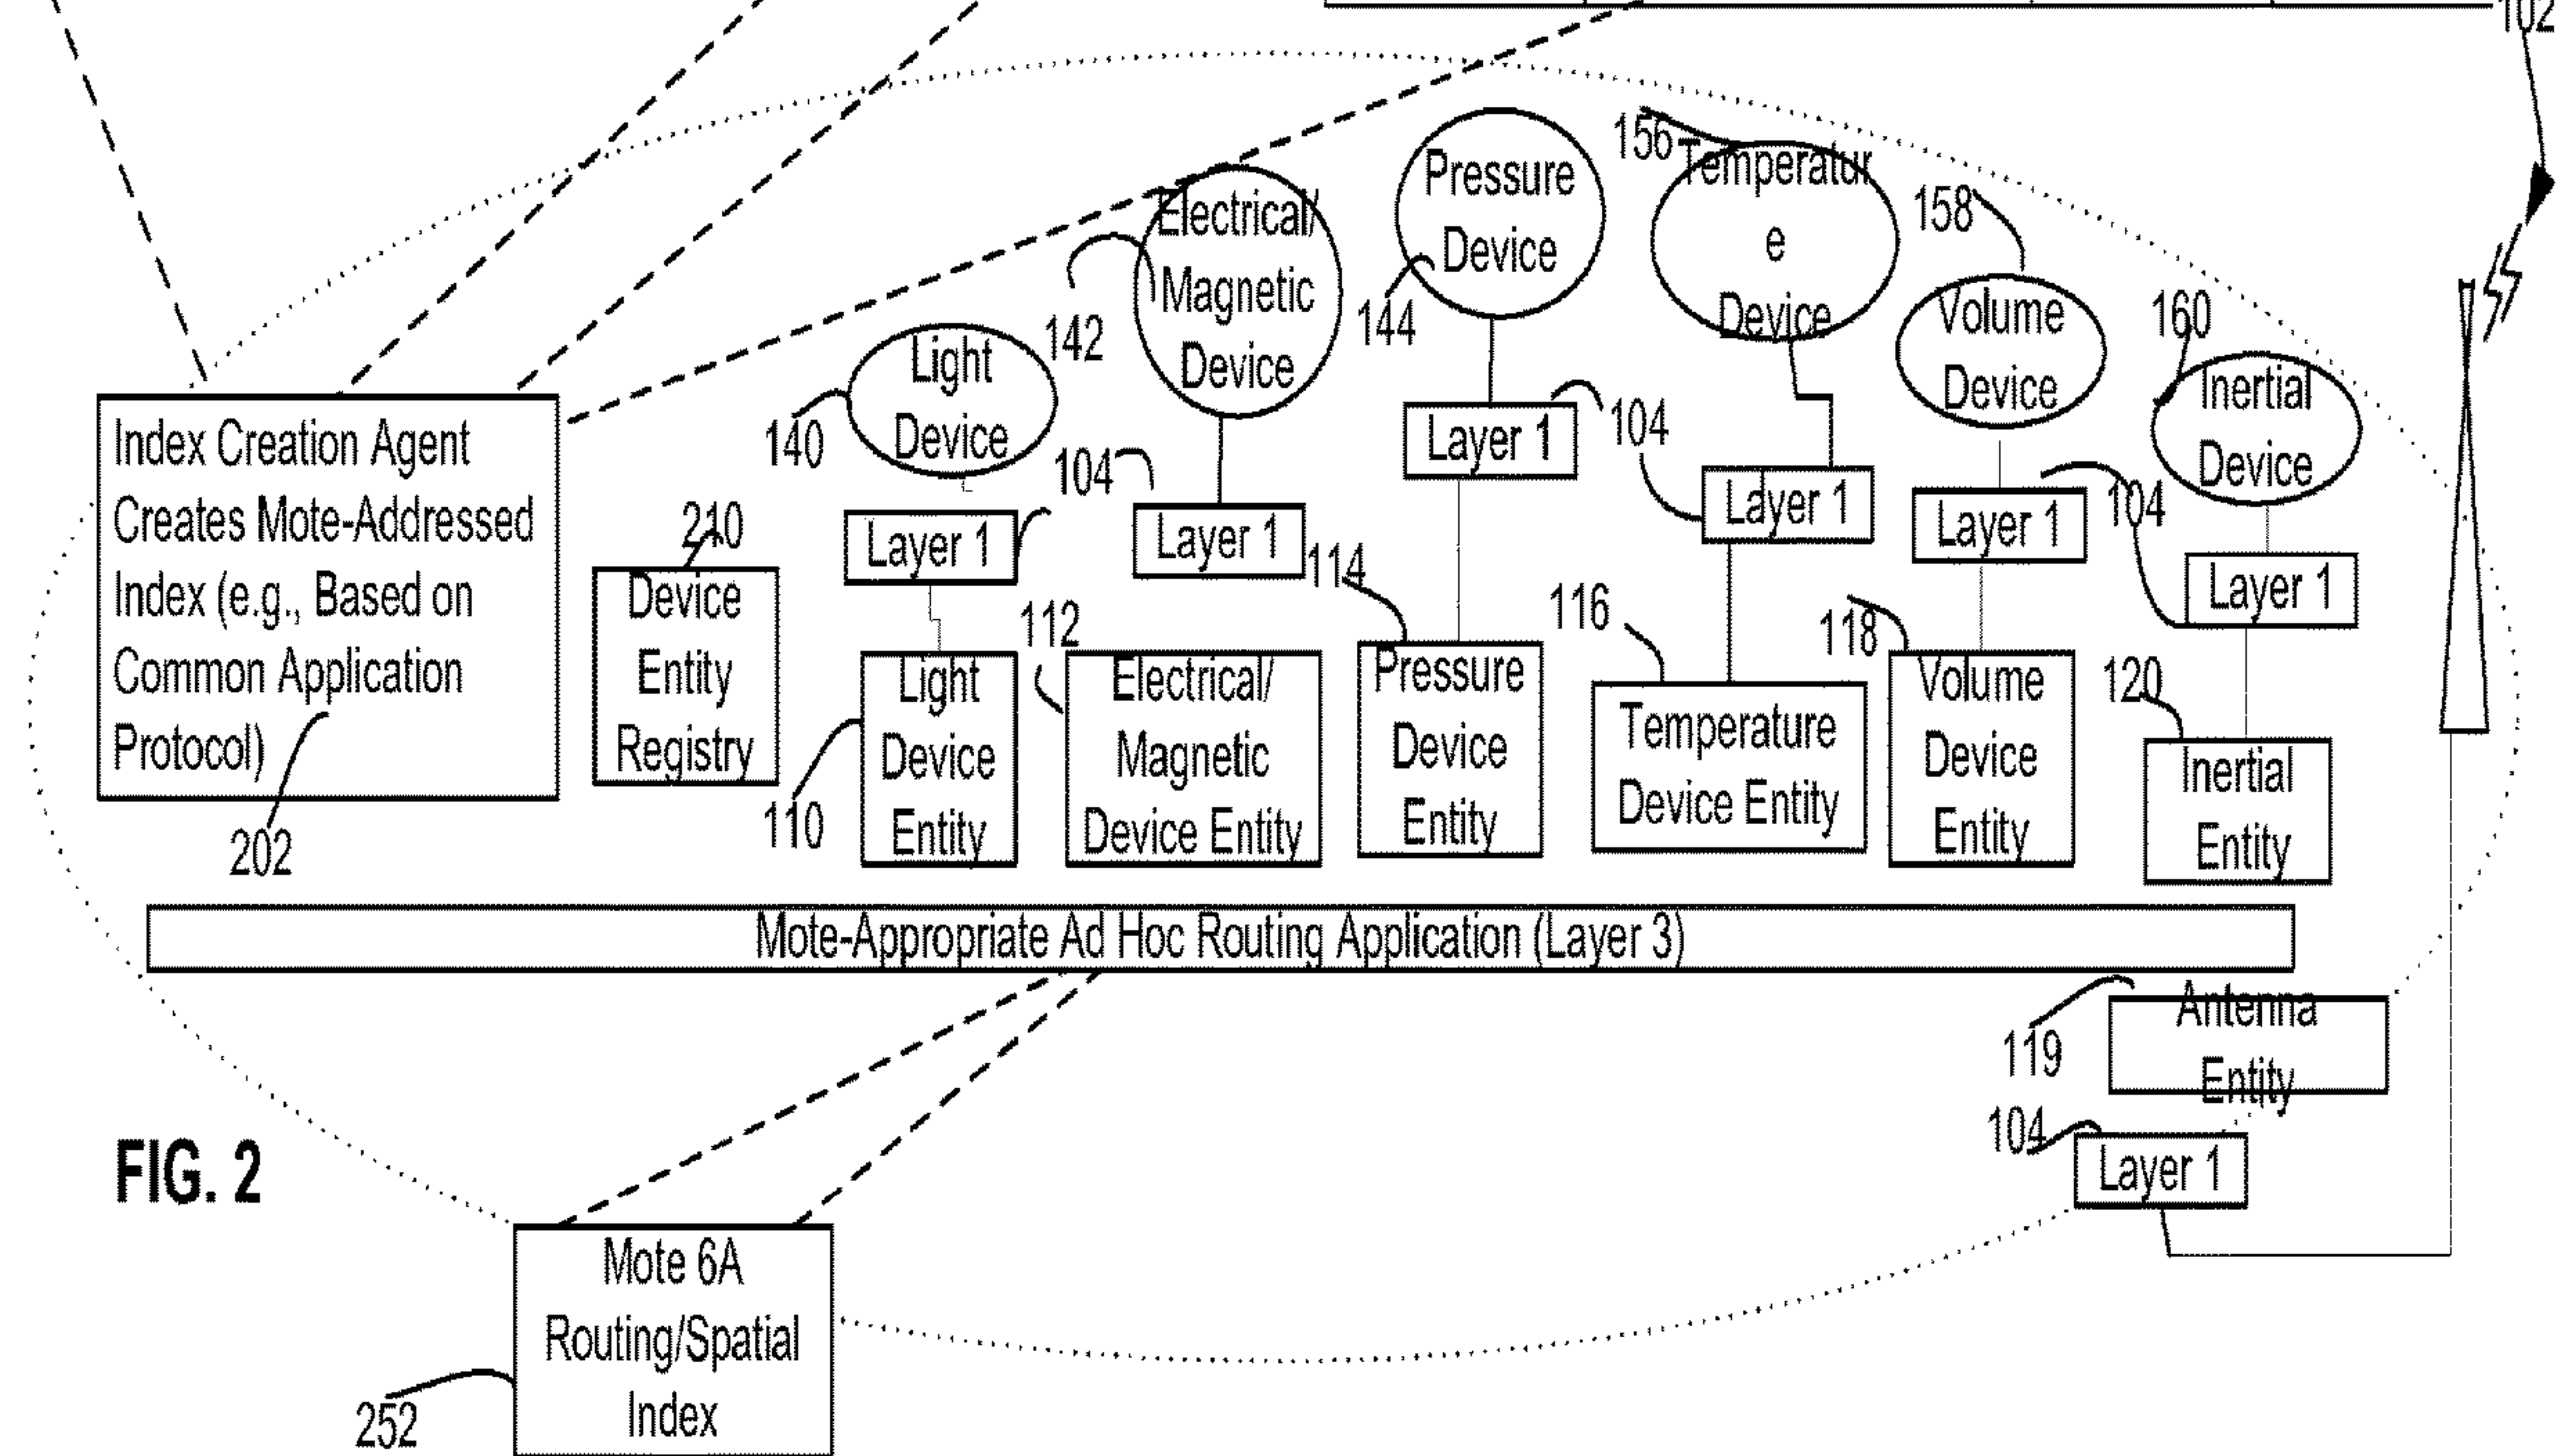 102
156
Pressure
Device
144
Temperatur
e
Device
158
Electrical/
Magnetic
Device
142
Volume
Device
160
Light
Device
140
Inertial
Device
Index Creation Agent
Creates Mote-Addressed
Index (e.g., Based on
Common Application
Protocol)
202
210
Device
Entity
Registry
Layer 1
104
Layer 1
Layer 1
104
Layer 1
Layer 1
104
Layer 1
110
Light
Device
Entity
112
Electrical/
Magnetic
Device Entity
114
Pressure
Device
Entity
116
Temperature
Device Entity
118
Volume
Device
Entity
120
Inertial
Entity
Mote-Appropriate Ad Hoc Routing Application (Layer 3)
119
Antenna
Entity
104
Layer 1
FIG. 2
Mote 6A
Routing/Spatial
Index
252